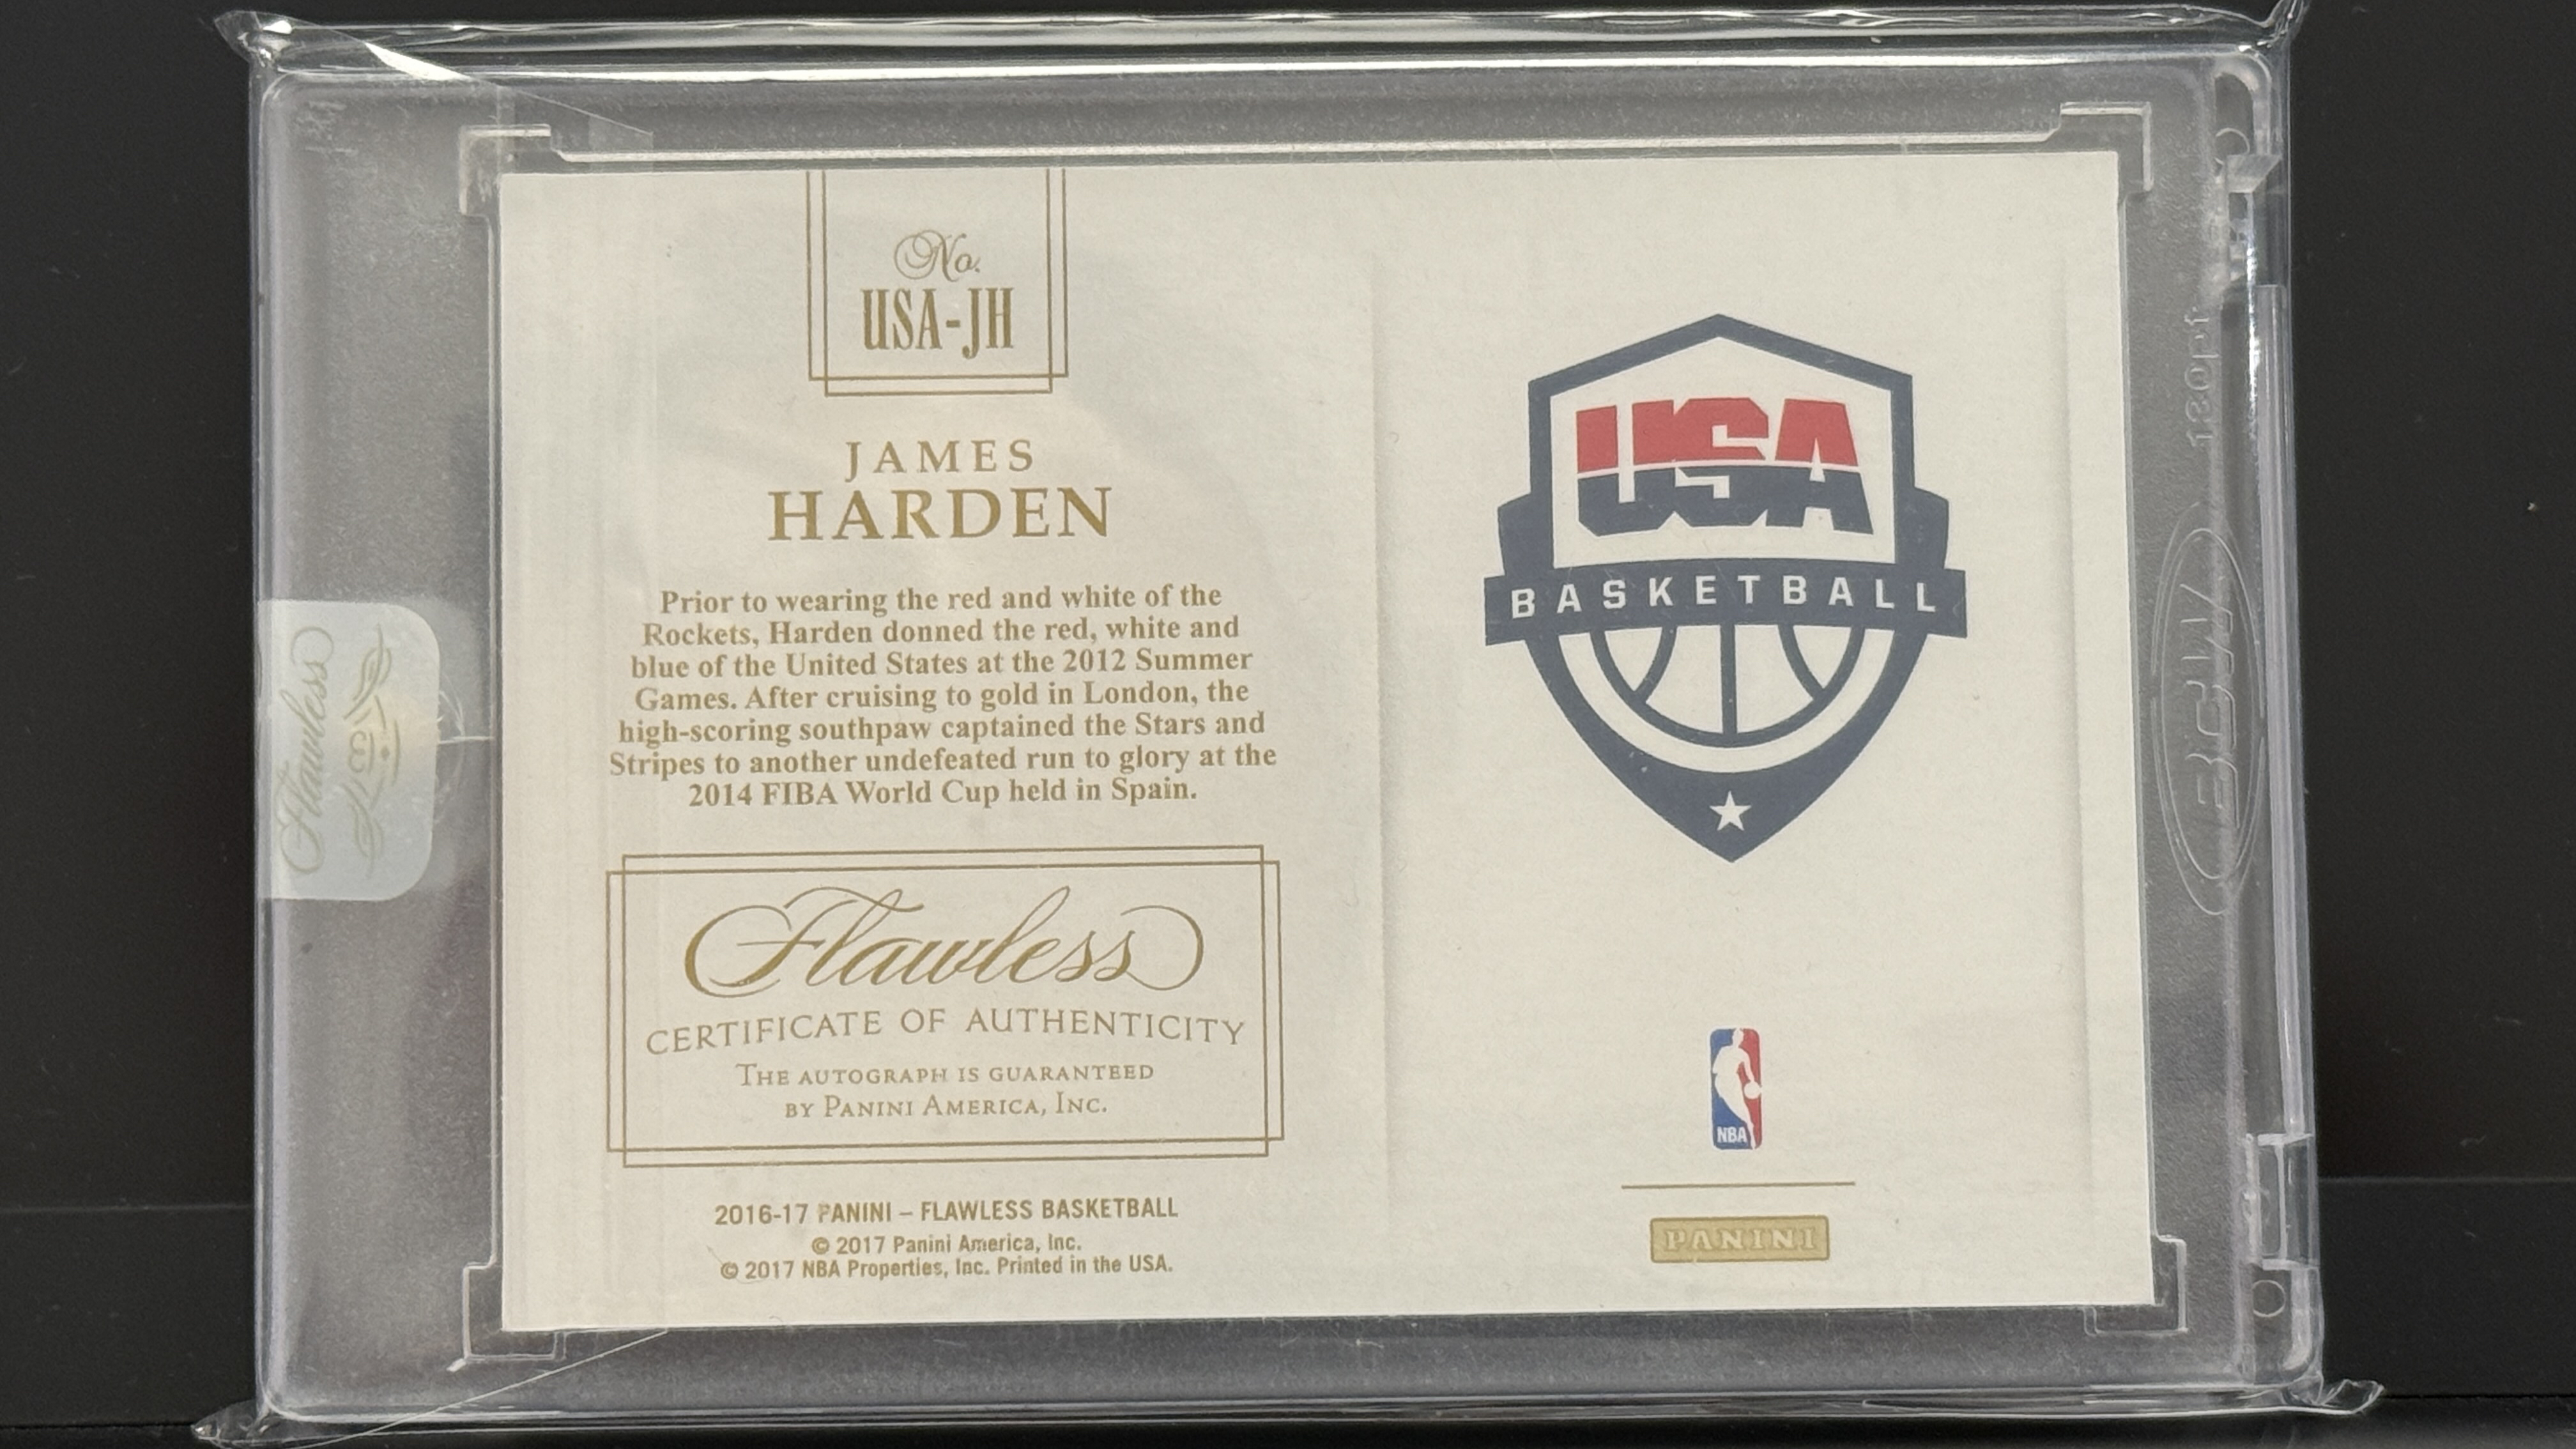 No.
USA-JH
JAMES
HARDEN
Prior to wearing the red and white of the
Rockets, Harden donned the red, white and
blue of the United States at the 2012 Summer
Games. After cruising to gold in London, the
high-scoring southpaw captained the Stars and
Stripes to another undefeated run to glory at the
2014 FIBA World Cup held in Spain.
Flawless
CERTIFICATE OF AUTHENTICITY
THE AUTOGRAPH IS GUARANTEED
BY PANINI AMERICA, INC.
2016-17 PANINI – FLAWLESS BASKETBALL
© 2017 Panini America, Inc.
© 2017 NBA Properties, Inc. Printed in the USA.
USA
BASKETBALL
NBA
PANINI
Flawless
BCW
180pt